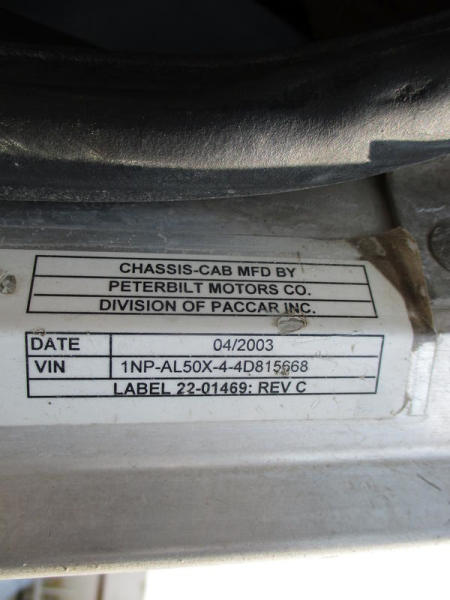 CHASSIS-CAB MFD BY
PETERBILT MOTORS CO.
DIVISION OF PACCAR INC.
DATE 04/2003
VIN 1NP-AL50X-4-4D815668
LABEL 22-01469: REV C